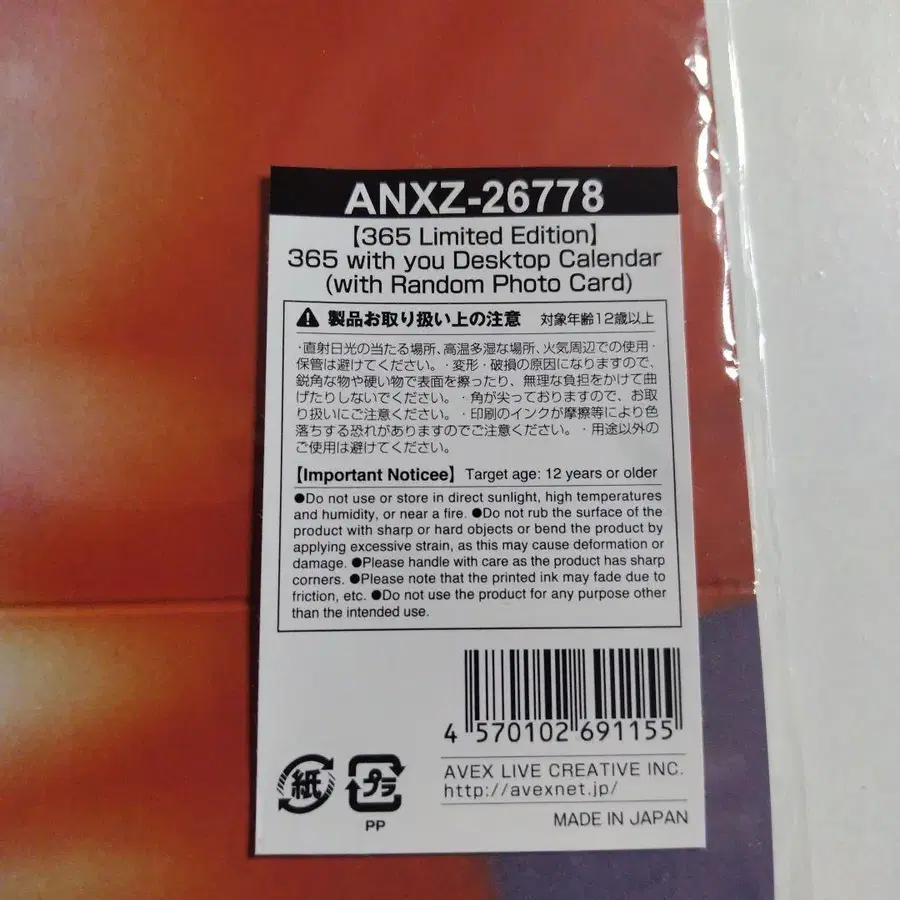 ANXZ-26778
【365 Limited Edition】
365 with you Desktop Calendar
(with Random Photo Card)
製品お取り扱い上の注意 対象年齢12歳以上
・直射日光の当たる場所、高温多湿な場所、火気周辺での使用・
保管は避けてください。・変形・破損の原因になりますので、
鋭角な物や硬い物で表面を擦ったり、無理な負担をかけて曲
げたりしないでください。・角が尖っておりますので、お取
り扱いにご注意ください。・印刷のインクが摩擦等により色
落ちする恐れがありますのでご注意ください。・用途以外の
ご使用は避けてください。
【Important Noticee】 Target age: 12 years or older
●Do not use or store in direct sunlight, high temperatures
and humidity, or near a fire. ●Do not rub the surface of the
product with sharp or hard objects or bend the product by
applying excessive strain, as this may cause deformation or
damage. ●Please handle with care as the product has sharp
corners. ●Please note that the printed ink may fade due to
friction, etc. ●Do not use the product for any purpose other
than the intended use.
4 570102 691155
紙
プラ
PP
AVEX LIVE CREATIVE INC.
http://avexnet.jp/
MADE IN JAPAN